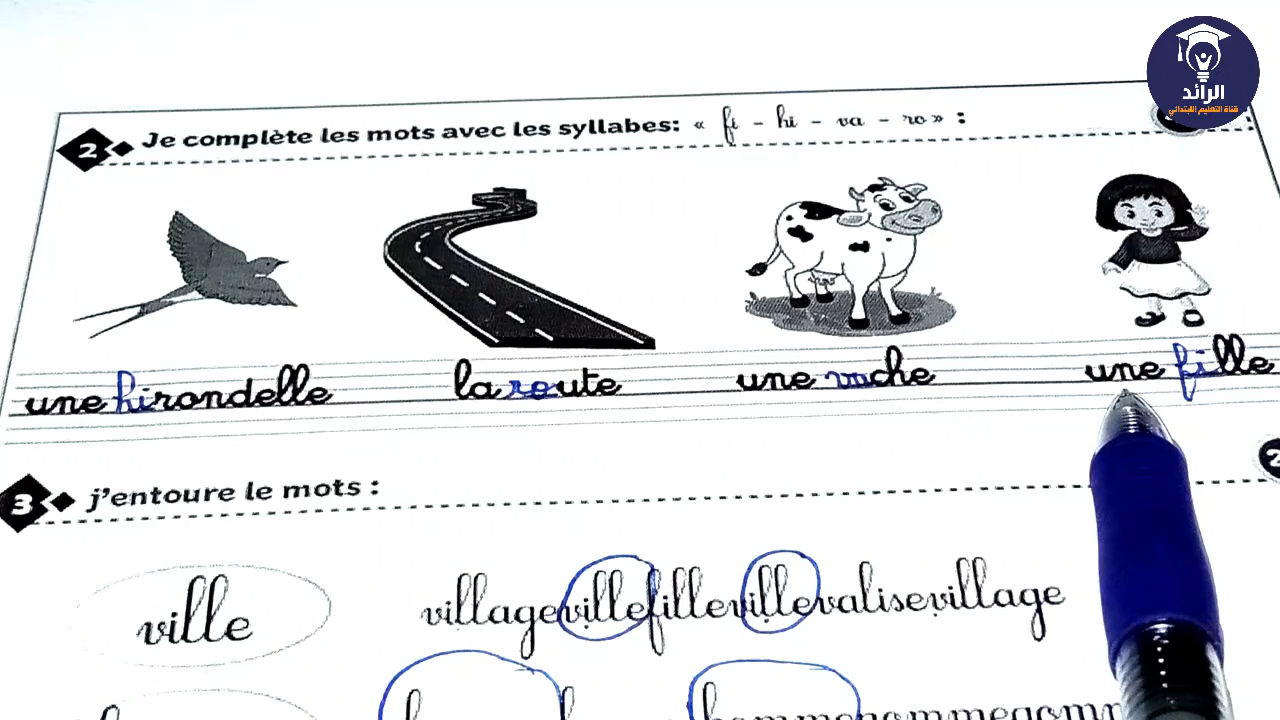 الرائد
قناة التعليم الابتدائي
2 Je complète les mots avec les syllabes: « fi - hi - va - ro » :
une hirondelle la route une vache une fille
3 j'entoure le mots :
ville villagevillefillevillevalisevillage